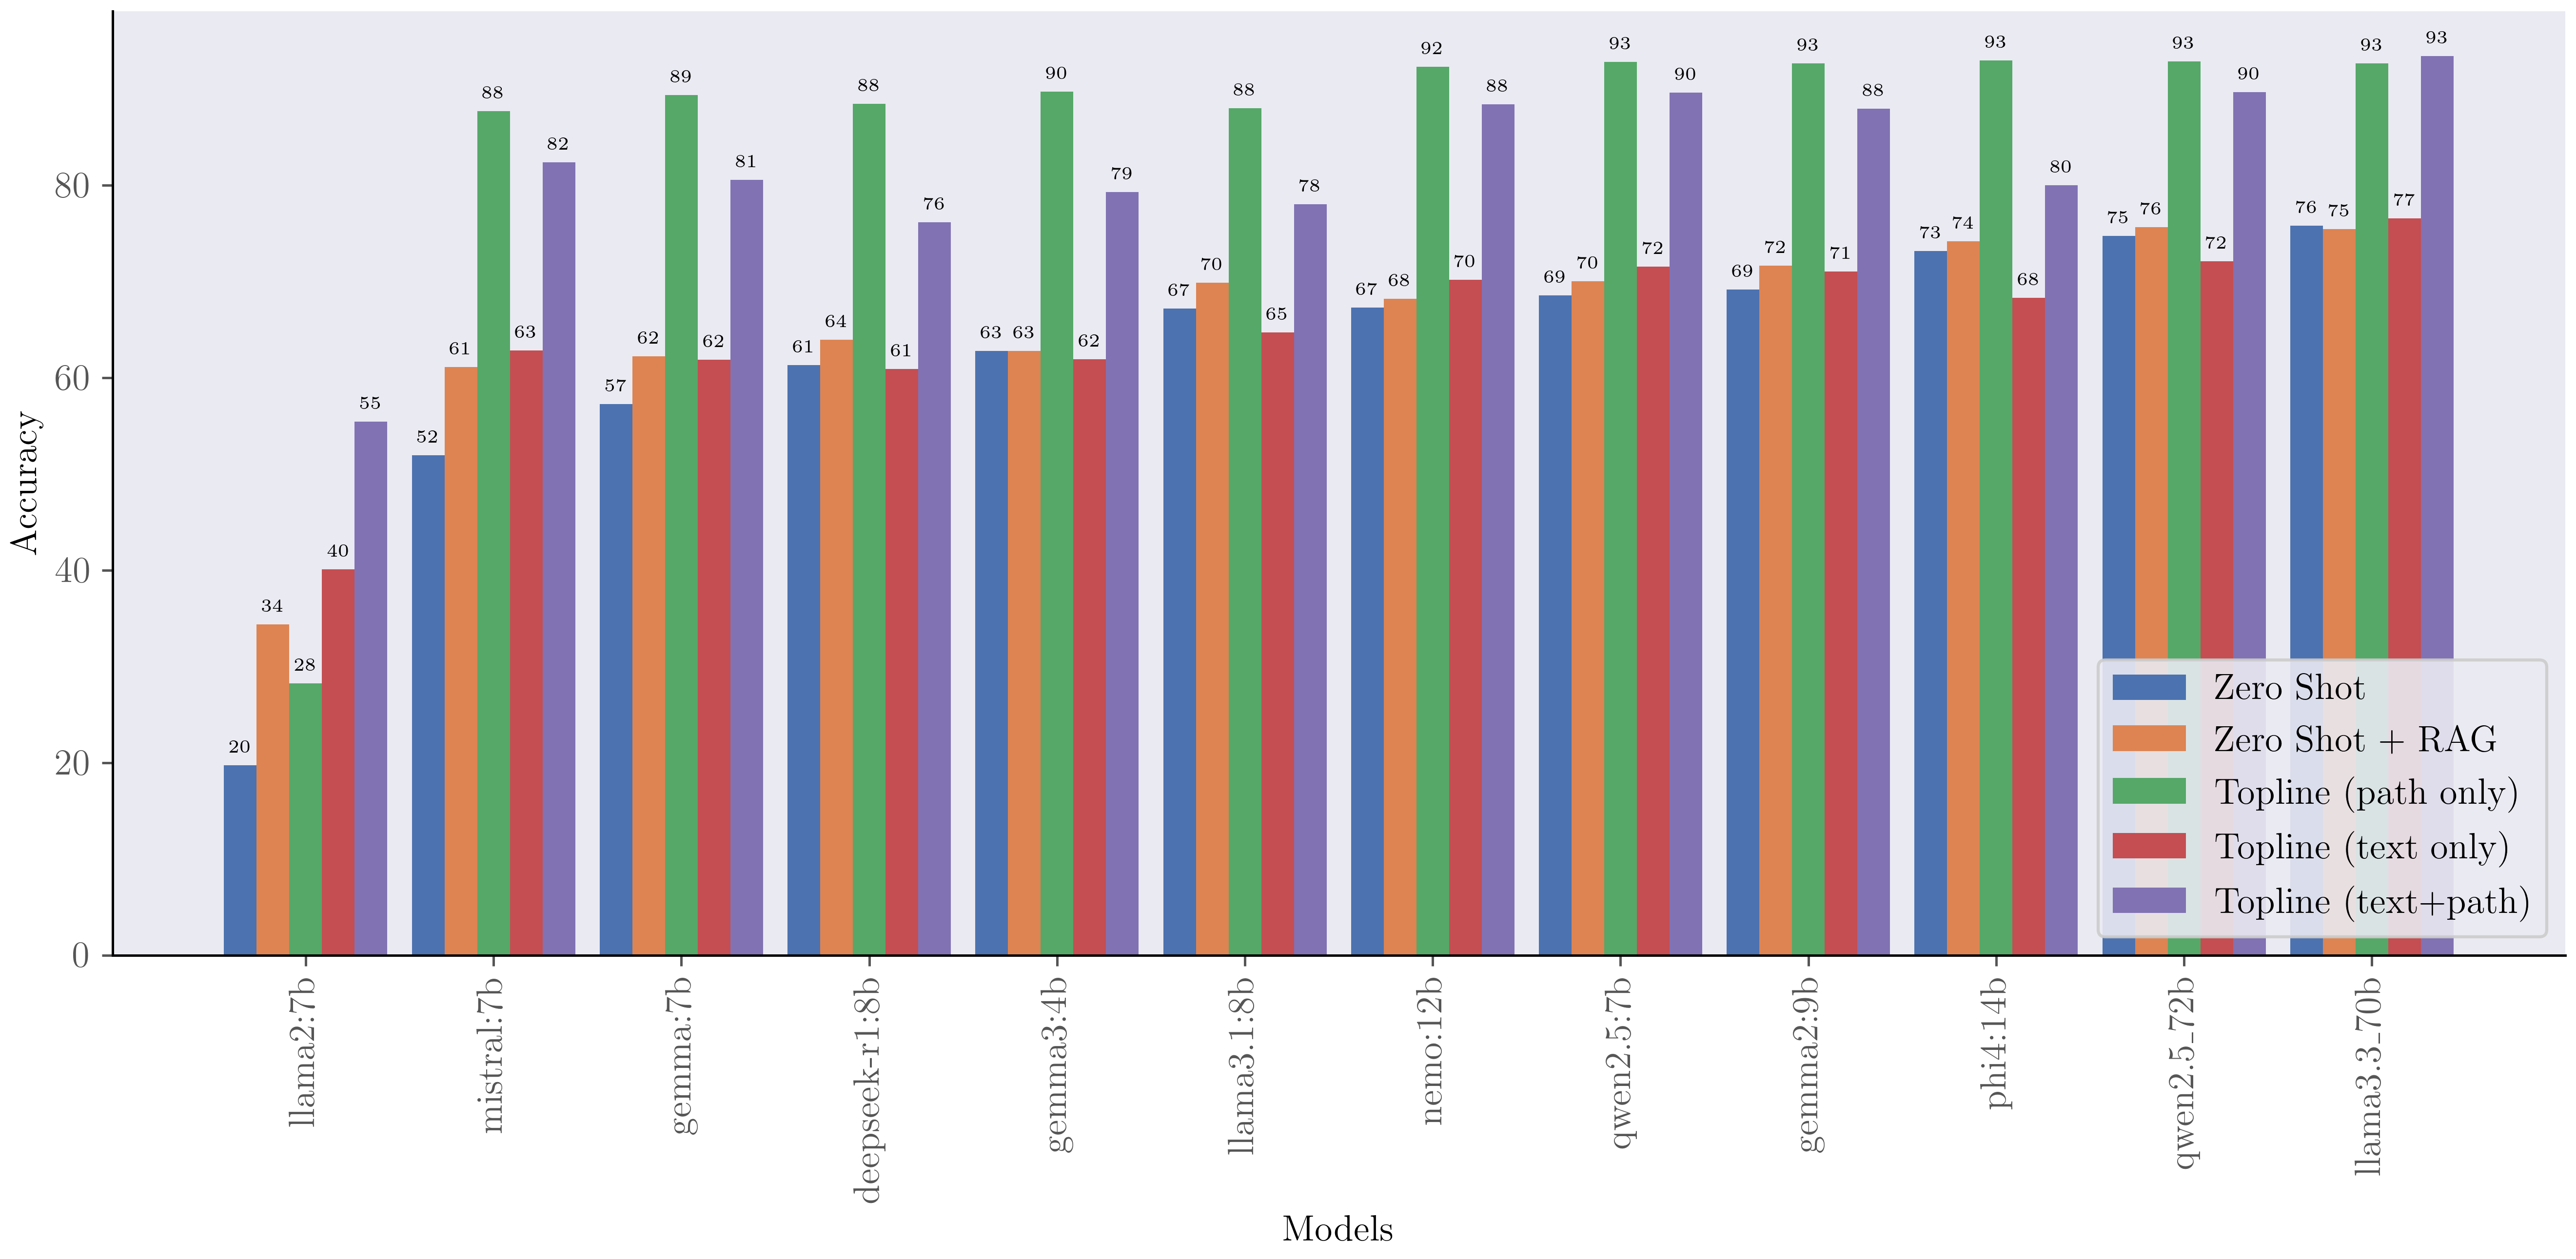 Accuracy
80
60
40
20
0
20 34 28 40 55
52 61 88 63 82
57 62 89 62 81
61 64 88 61 76
63 63 90 62 79
67 70 88 65 78
67 68 92 70 88
69 70 93 72 90
69 72 93 71 88
73 74 93 68 80
75 76 93 72 90
76 75 93 77 93
Zero Shot
Zero Shot + RAG
Topline (path only)
Topline (text only)
Topline (text+path)
llama2:7b
mistral:7b
gemma:7b
deepseek-r1:8b
gemma3:4b
llama3.1:8b
nemo:12b
qwen2.5:7b
gemma2:9b
phi4:14b
qwen2.5_72b
llama3.3_70b
Models